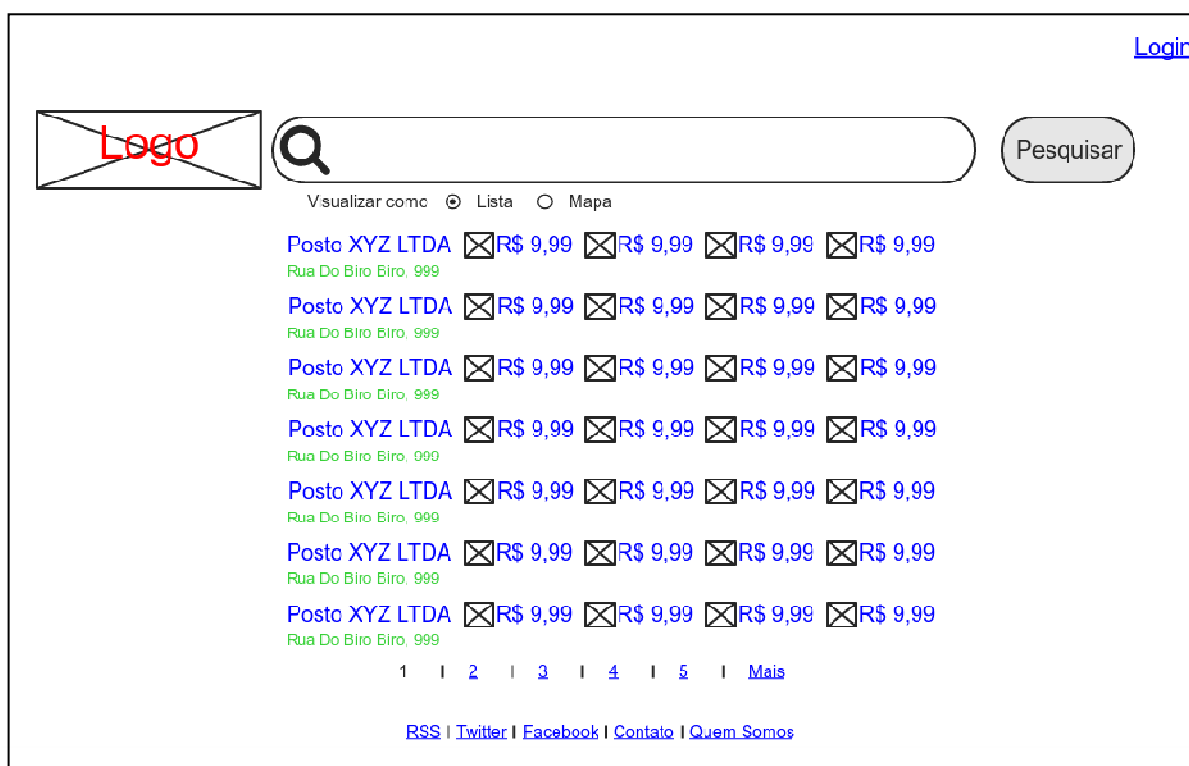 Login
Logo
Pesquisar
Visualizar como Lista Mapa
Posto XYZ LTDA R$ 9,99 R$ 9,99 R$ 9,99 R$ 9,99
Rua Do Biro Biro, 999
Posto XYZ LTDA R$ 9,99 R$ 9,99 R$ 9,99 R$ 9,99
Rua Do Biro Biro, 999
Posto XYZ LTDA R$ 9,99 R$ 9,99 R$ 9,99 R$ 9,99
Rua Do Biro Biro, 999
Posto XYZ LTDA R$ 9,99 R$ 9,99 R$ 9,99 R$ 9,99
Rua Do Biro Biro, 999
Posto XYZ LTDA R$ 9,99 R$ 9,99 R$ 9,99 R$ 9,99
Rua Do Biro Biro, 999
Posto XYZ LTDA R$ 9,99 R$ 9,99 R$ 9,99 R$ 9,99
Rua Do Biro Biro, 999
Posto XYZ LTDA R$ 9,99 R$ 9,99 R$ 9,99 R$ 9,99
Rua Do Biro Biro, 999
1 | 2 | 3 | 4 | 5 | Mais
RSS | Twitter | Facebook | Contato | Quem Somos